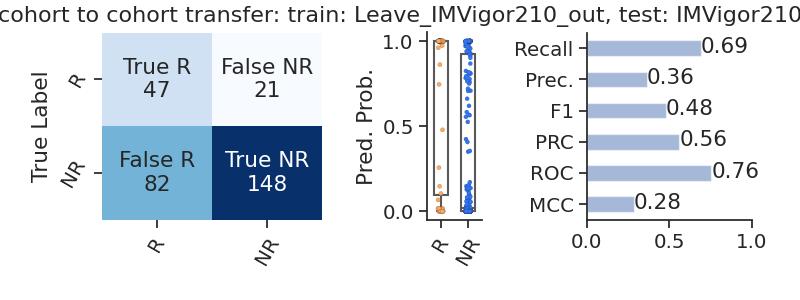 cohort to cohort transfer: train: Leave_IMVigor210_out, test: IMVigor210
True Label
R
NR
True R
47
False NR
21
False R
82
True NR
148
R
NR
Pred. Prob.
1.0
0.5
0.0
R
NR
Recall
0.69
Prec.
0.36
F1
0.48
PRC
0.56
ROC
0.76
MCC
0.28
0.0
0.5
1.0